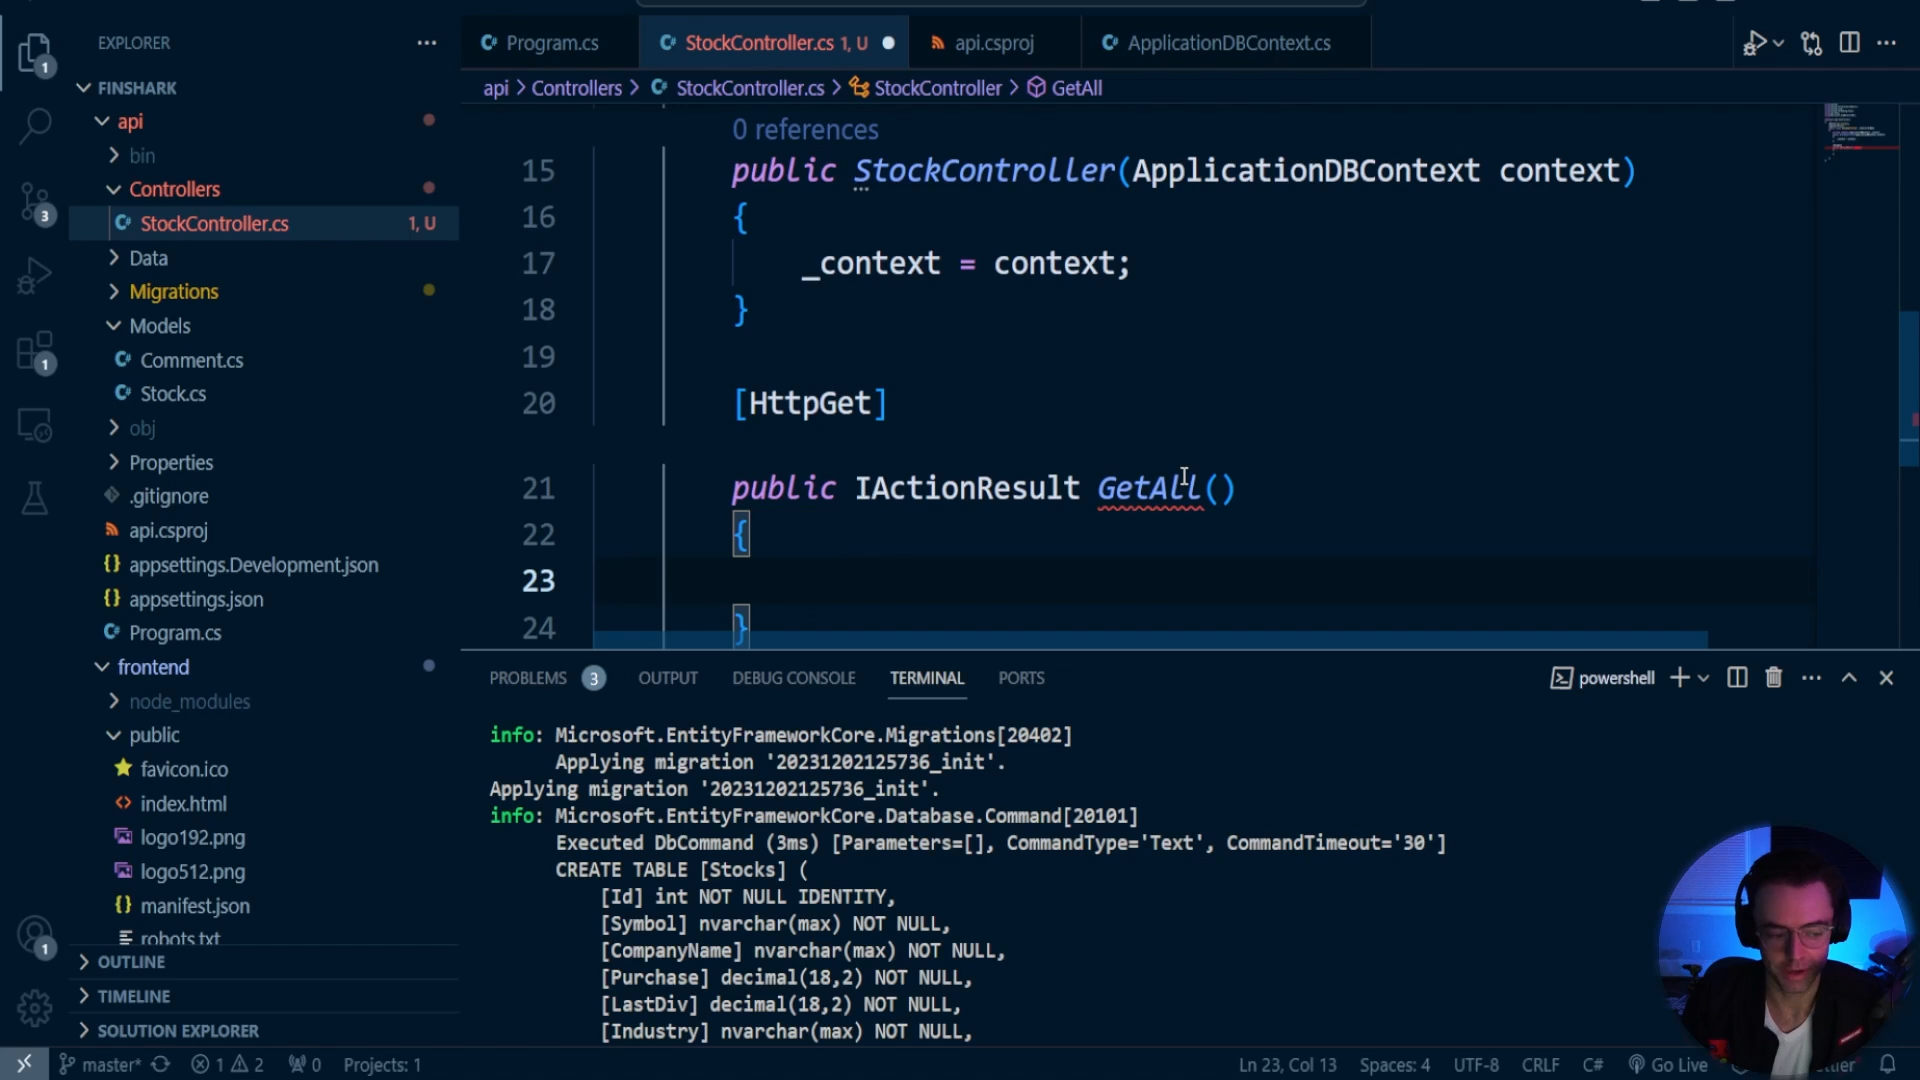 EXPLORER
Program.cs
StockController.cs 1, U
api.csproj
ApplicationDBContext.cs
FINSHARK
api > Controllers > StockController.cs > StockController > GetAll
api
bin
Controllers
StockController.cs 1, U
Data
Migrations
Models
Comment.cs
Stock.cs
obj
Properties
.gitignore
api.csproj
appsettings.Development.json
appsettings.json
Program.cs
frontend
node_modules
public
favicon.ico
index.html
logo192.png
logo512.png
manifest.json
robots.txt
OUTLINE
TIMELINE
SOLUTION EXPLORER
1
3
1
1
0 references
15 public StockController(ApplicationDBContext context)
16 {
17 _context = context;
18 }
19
20 [HttpGet]
21 public IActionResult GetAll()
22 {
23
24 }
PROBLEMS 3 OUTPUT DEBUG CONSOLE TERMINAL PORTS
powershell
info: Microsoft.EntityFrameworkCore.Migrations[20402]
Applying migration '20231202125736_init'.
Applying migration '20231202125736_init'.
info: Microsoft.EntityFrameworkCore.Database.Command[20101]
Executed DbCommand (3ms) [Parameters=[], CommandType='Text', CommandTimeout='30']
CREATE TABLE [Stocks] (
[Id] int NOT NULL IDENTITY,
[Symbol] nvarchar(max) NOT NULL,
[CompanyName] nvarchar(max) NOT NULL,
[Purchase] decimal(18,2) NOT NULL,
[LastDiv] decimal(18,2) NOT NULL,
[Industry] nvarchar(max) NOT NULL,
master* 1 2 0 Projects: 1
Ln 23, Col 13 Spaces: 4 UTF-8 CRLF C# Go Live